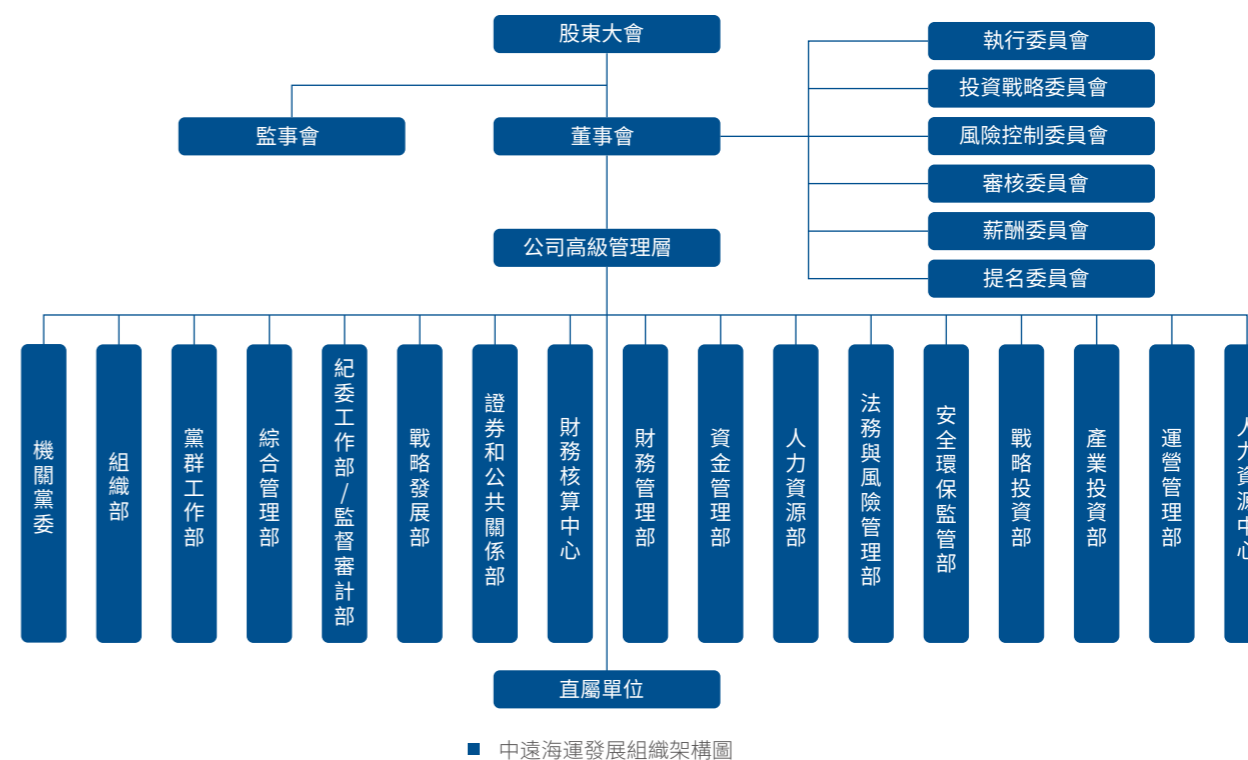 股東大會
執行委員會
投資戰略委員會
監事會
董事會
風險控制委員會
審核委員會
薪酬委員會
公司高級管理層
提名委員會
機關黨委
組織部
黨群工作部
綜合管理部
紀委工作部/監督審計部
戰略發展部
證券和公共關係部
財務核算中心
財務管理部
資金管理部
人力資源部
法務與風險管理部
安全環保監管部
戰略投資部
產業投資部
運營管理部
人力資源中心
直屬單位
中遠海運發展組織架構圖